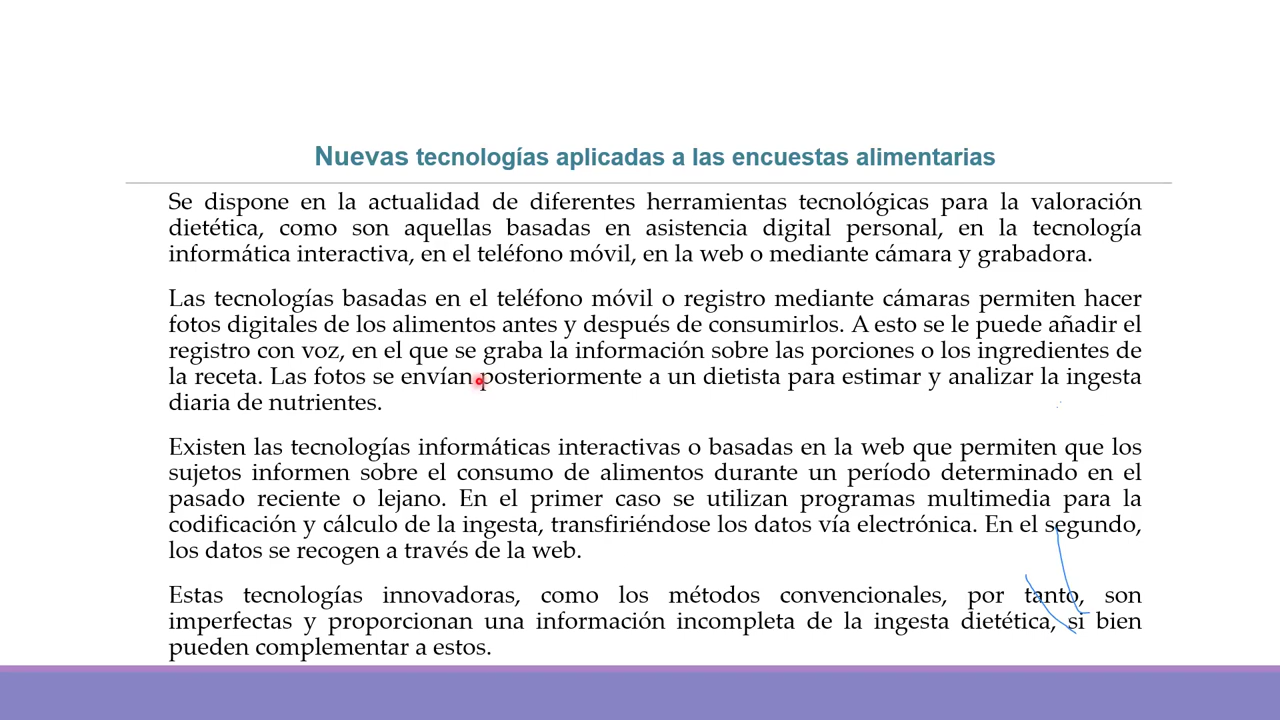 Nuevas tecnologías aplicadas a las encuestas alimentarias
Se dispone en la actualidad de diferentes herramientas tecnológicas para la valoración
dietética, como son aquellas basadas en asistencia digital personal, en la tecnología
informática interactiva, en el teléfono móvil, en la web o mediante cámara y grabadora.
Las tecnologías basadas en el teléfono móvil o registro mediante cámaras permiten hacer
fotos digitales de los alimentos antes y después de consumirlos. A esto se le puede añadir el
registro con voz, en el que se graba la información sobre las porciones o los ingredientes de
la receta. Las fotos se envían posteriormente a un dietista para estimar y analizar la ingesta
diaria de nutrientes.
Existen las tecnologías informáticas interactivas o basadas en la web que permiten que los
sujetos informen sobre el consumo de alimentos durante un período determinado en el
pasado reciente o lejano. En el primer caso se utilizan programas multimedia para la
codificación y cálculo de la ingesta, transfiriéndose los datos vía electrónica. En el segundo,
los datos se recogen a través de la web.
Estas tecnologías innovadoras, como los métodos convencionales, por tanto, son
imperfectas y proporcionan una información incompleta de la ingesta dietética, si bien
pueden complementar a estos.